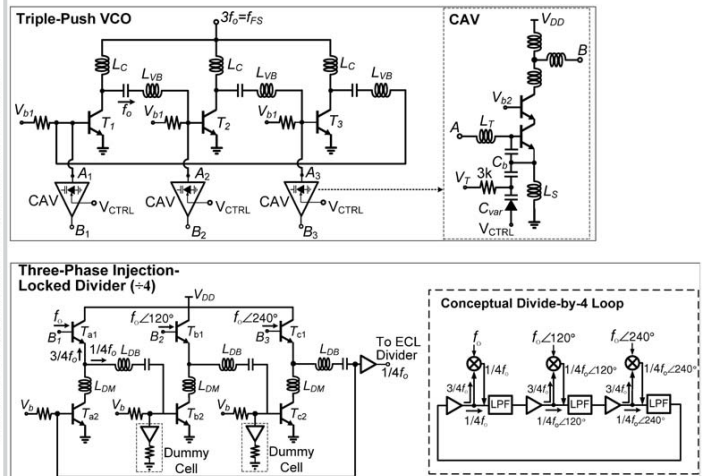 Triple-Push VCO
3fo=fFS
LC
LVB
LC
LVB
LC
LVB
fo
Vb1
T1
Vb1
T2
Vb1
T3
A1
A2
A3
CAV
VCTRL
CAV
VCTRL
CAV
VCTRL
B1
B2
B3
CAV
VDD
B
Vb2
A
LT
Cb
VT
3k
LS
Cvar
VCTRL
Three-Phase Injection-
Locked Divider (÷4)
VDD
fo
fo∠120°
fo∠240°
B1
Ta1
B2
Tb1
B3
Tc1
3/4fo
1/4fo
LDB
LDB
LDB
To ECL
Divider
1/4fo
LDM
LDM
LDM
Vb
Ta2
Vb
Tb2
Vb
Tc2
Dummy
Cell
Dummy
Cell
Conceptual Divide-by-4 Loop
fo
fo∠120°
fo∠240°
3/4fo
1/4fo
3/4fo
1/4fo∠120°
3/4fo
1/4fo∠240°
LPF
LPF
LPF
1/4fo
1/4fo∠120°
1/4fo∠240°